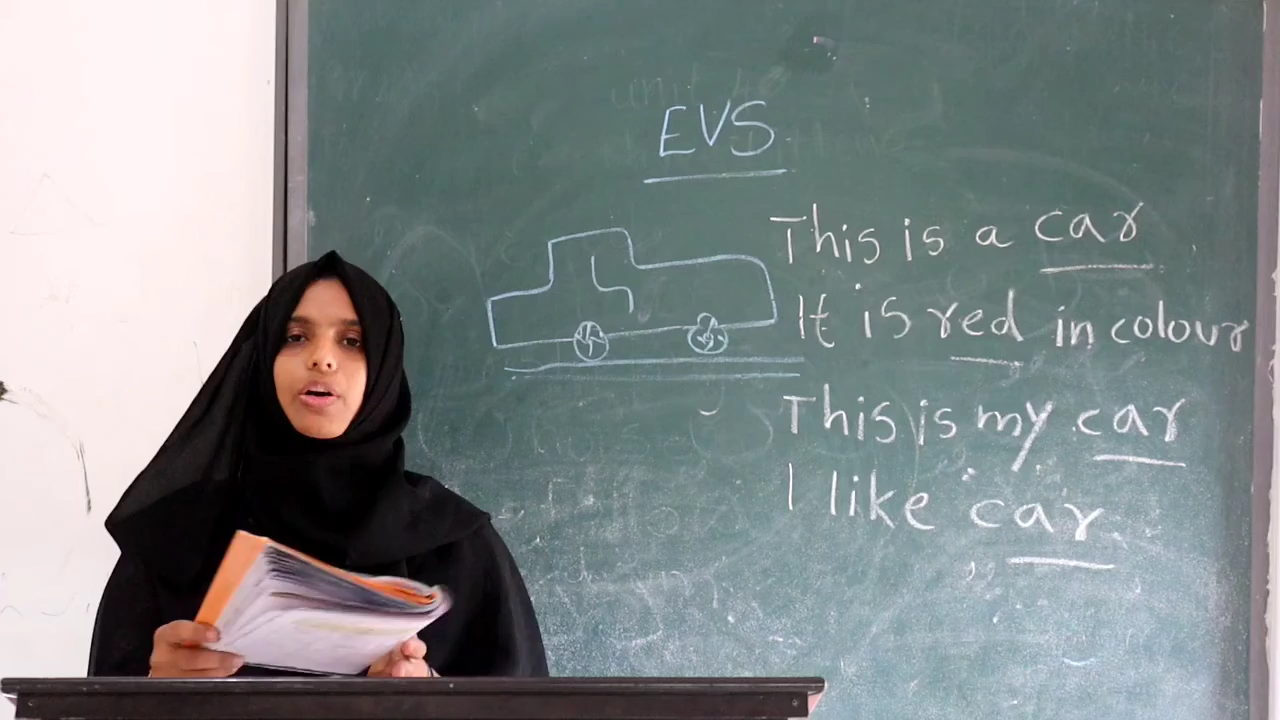 EVS
This is a car
It is red in colour
This is my car
I like car